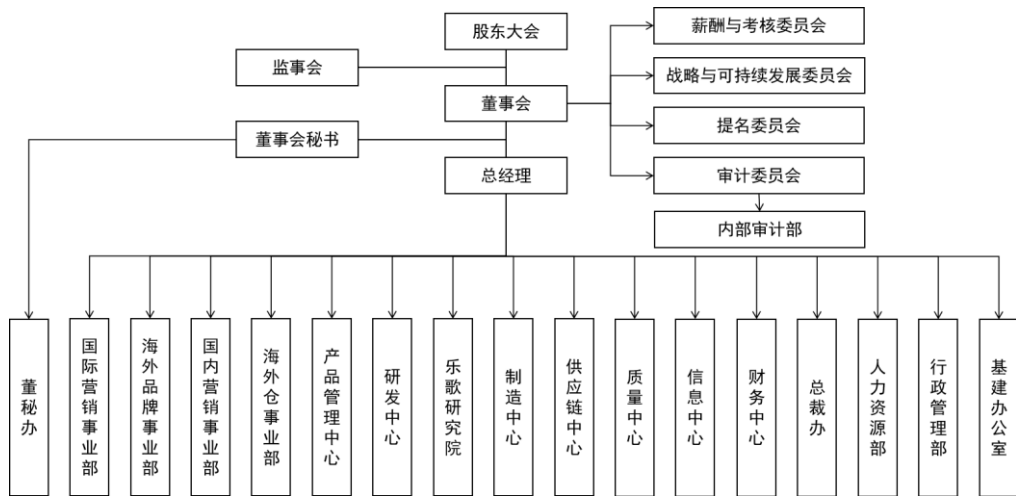 股东大会
薪酬与考核委员会
监事会
战略与可持续发展委员会
董事会
提名委员会
董事会秘书
总经理
审计委员会
内部审计部
董秘办
国际营销事业部
海外品牌事业部
国内营销事业部
海外仓事业部
产品管理中心
研发中心
乐歌研究院
制造中心
供应链中心
质量中心
信息中心
财务中心
总裁办
人力资源部
行政管理部
基建办公室